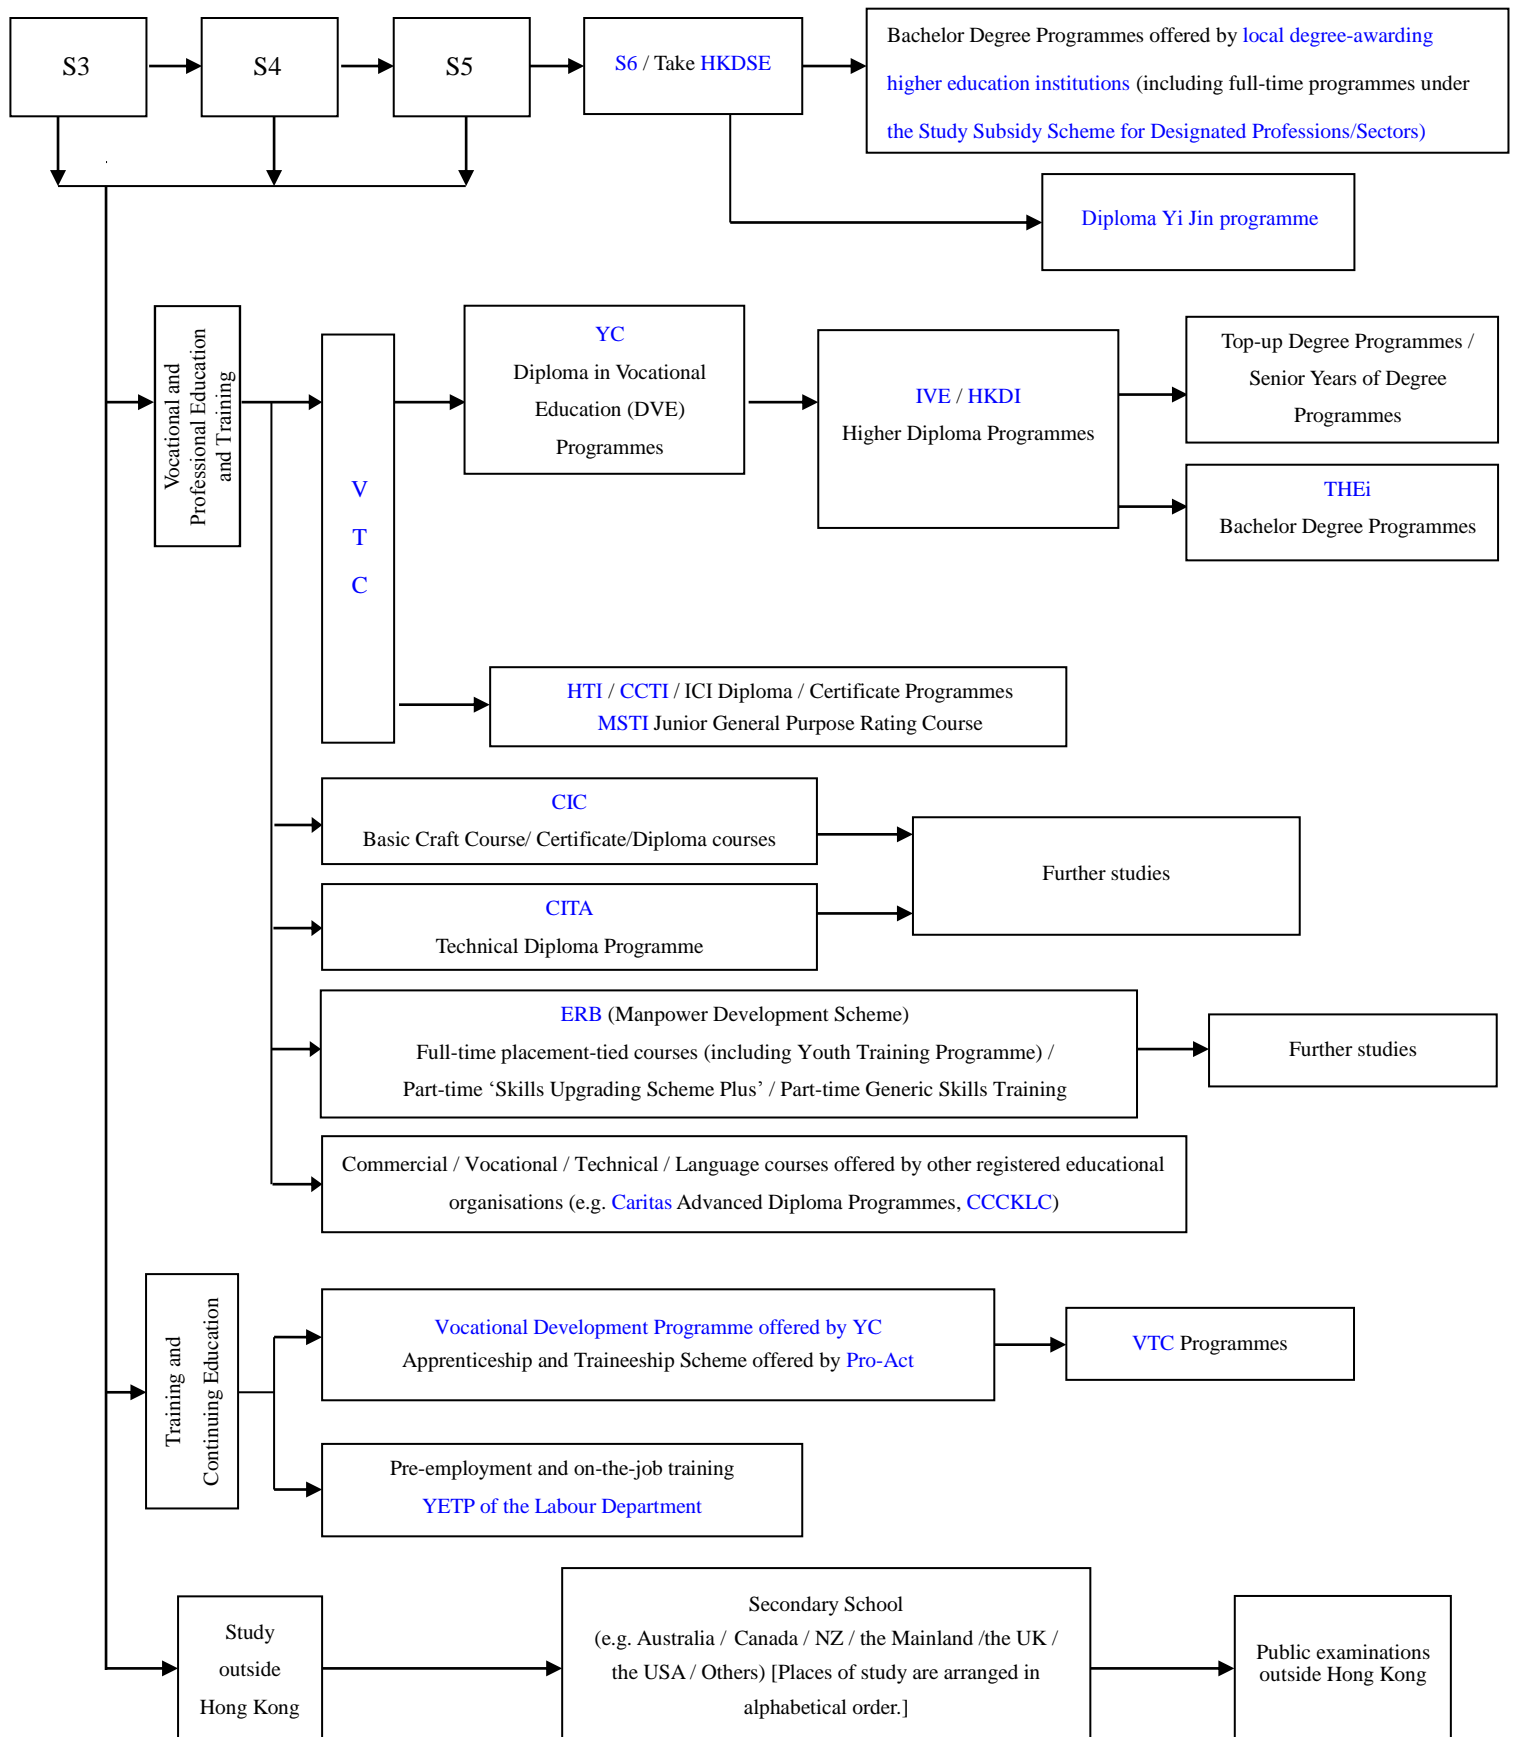 S3
S4
S5
S6 / Take HKDSE
Bachelor Degree Programmes offered by local degree-awarding
higher education institutions (including full-time programmes under
the Study Subsidy Scheme for Designated Professions/Sectors)
Diploma Yi Jin programme
Vocational and
Professional Education
and Training
V
T
C
YC
Diploma in Vocational
Education (DVE)
Programmes
IVE / HKDI
Higher Diploma Programmes
Top-up Degree Programmes /
Senior Years of Degree
Programmes
THEi
Bachelor Degree Programmes
HTI / CCTI / ICI Diploma / Certificate Programmes
MSTI Junior General Purpose Rating Course
CIC
Basic Craft Course/ Certificate/Diploma courses
CITA
Technical Diploma Programme
Further studies
ERB (Manpower Development Scheme)
Full-time placement-tied courses (including Youth Training Programme) /
Part-time ‘Skills Upgrading Scheme Plus’ / Part-time Generic Skills Training
Further studies
Commercial / Vocational / Technical / Language courses offered by other registered educational
organisations (e.g. Caritas Advanced Diploma Programmes, CCCKLC)
Training and
Continuing Education
Vocational Development Programme offered by YC
Apprenticeship and Traineeship Scheme offered by Pro-Act
VTC Programmes
Pre-employment and on-the-job training
YETP of the Labour Department
Study
outside
Hong Kong
Secondary School
(e.g. Australia / Canada / NZ / the Mainland /the UK /
the USA / Others) [Places of study are arranged in
alphabetical order.]
Public examinations
outside Hong Kong